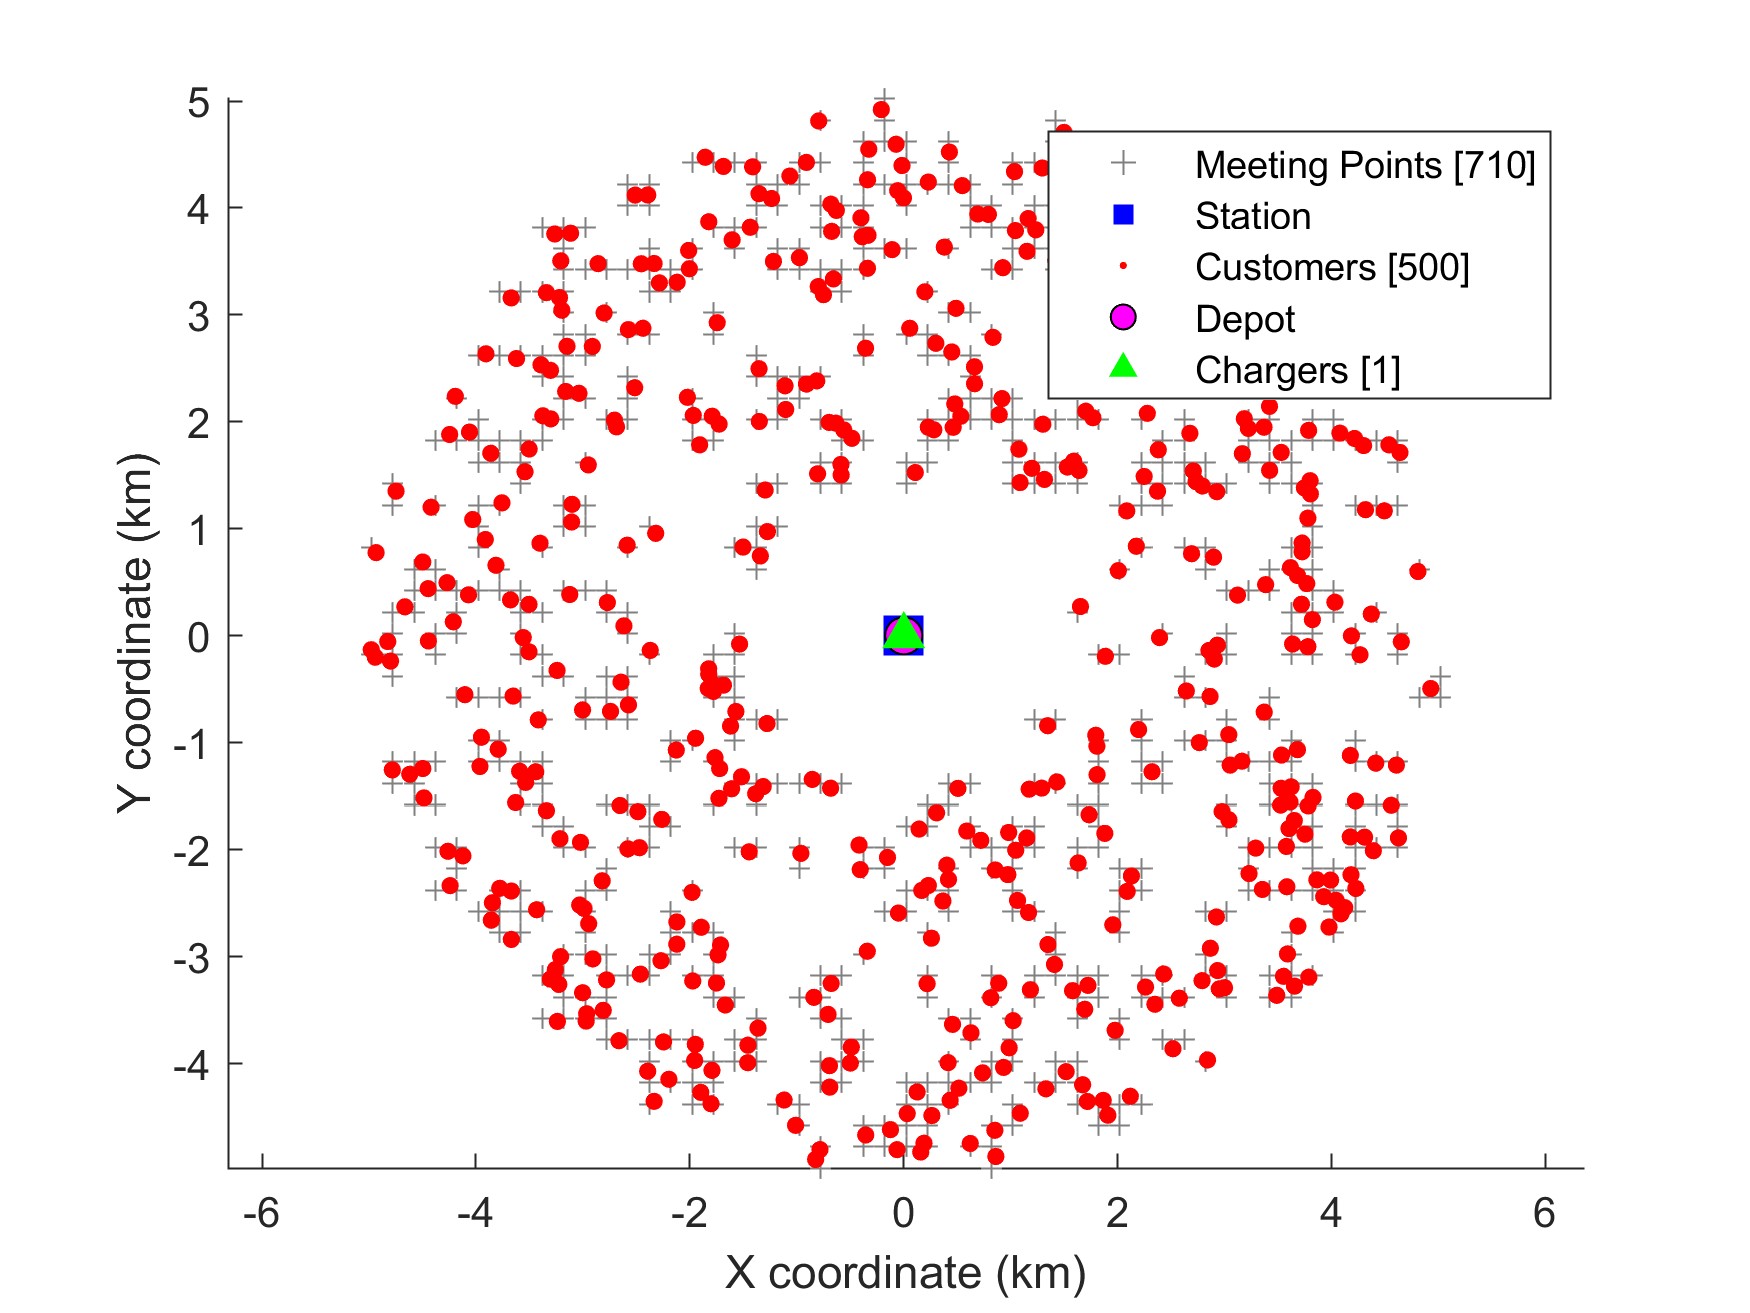 5
4
3
2
1
0
-1
-2
-3
-4
Y coordinate (km)
Meeting Points [710]
Station
Customers [500]
Depot
Chargers [1]
-6 -4 -2 0 2 4 6
X coordinate (km)